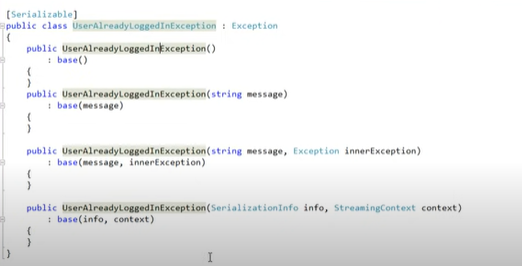 [Serializable]
public class UserAlreadyLoggedInException : Exception
{
public UserAlreadyLoggedInException()
: base()
{
}
public UserAlreadyLoggedInException(string message)
: base(message)
{
}
public UserAlreadyLoggedInException(string message, Exception innerException)
: base(message, innerException)
{
}
public UserAlreadyLoggedInException(SerializationInfo info, StreamingContext context)
: base(info, context)
{
}
}